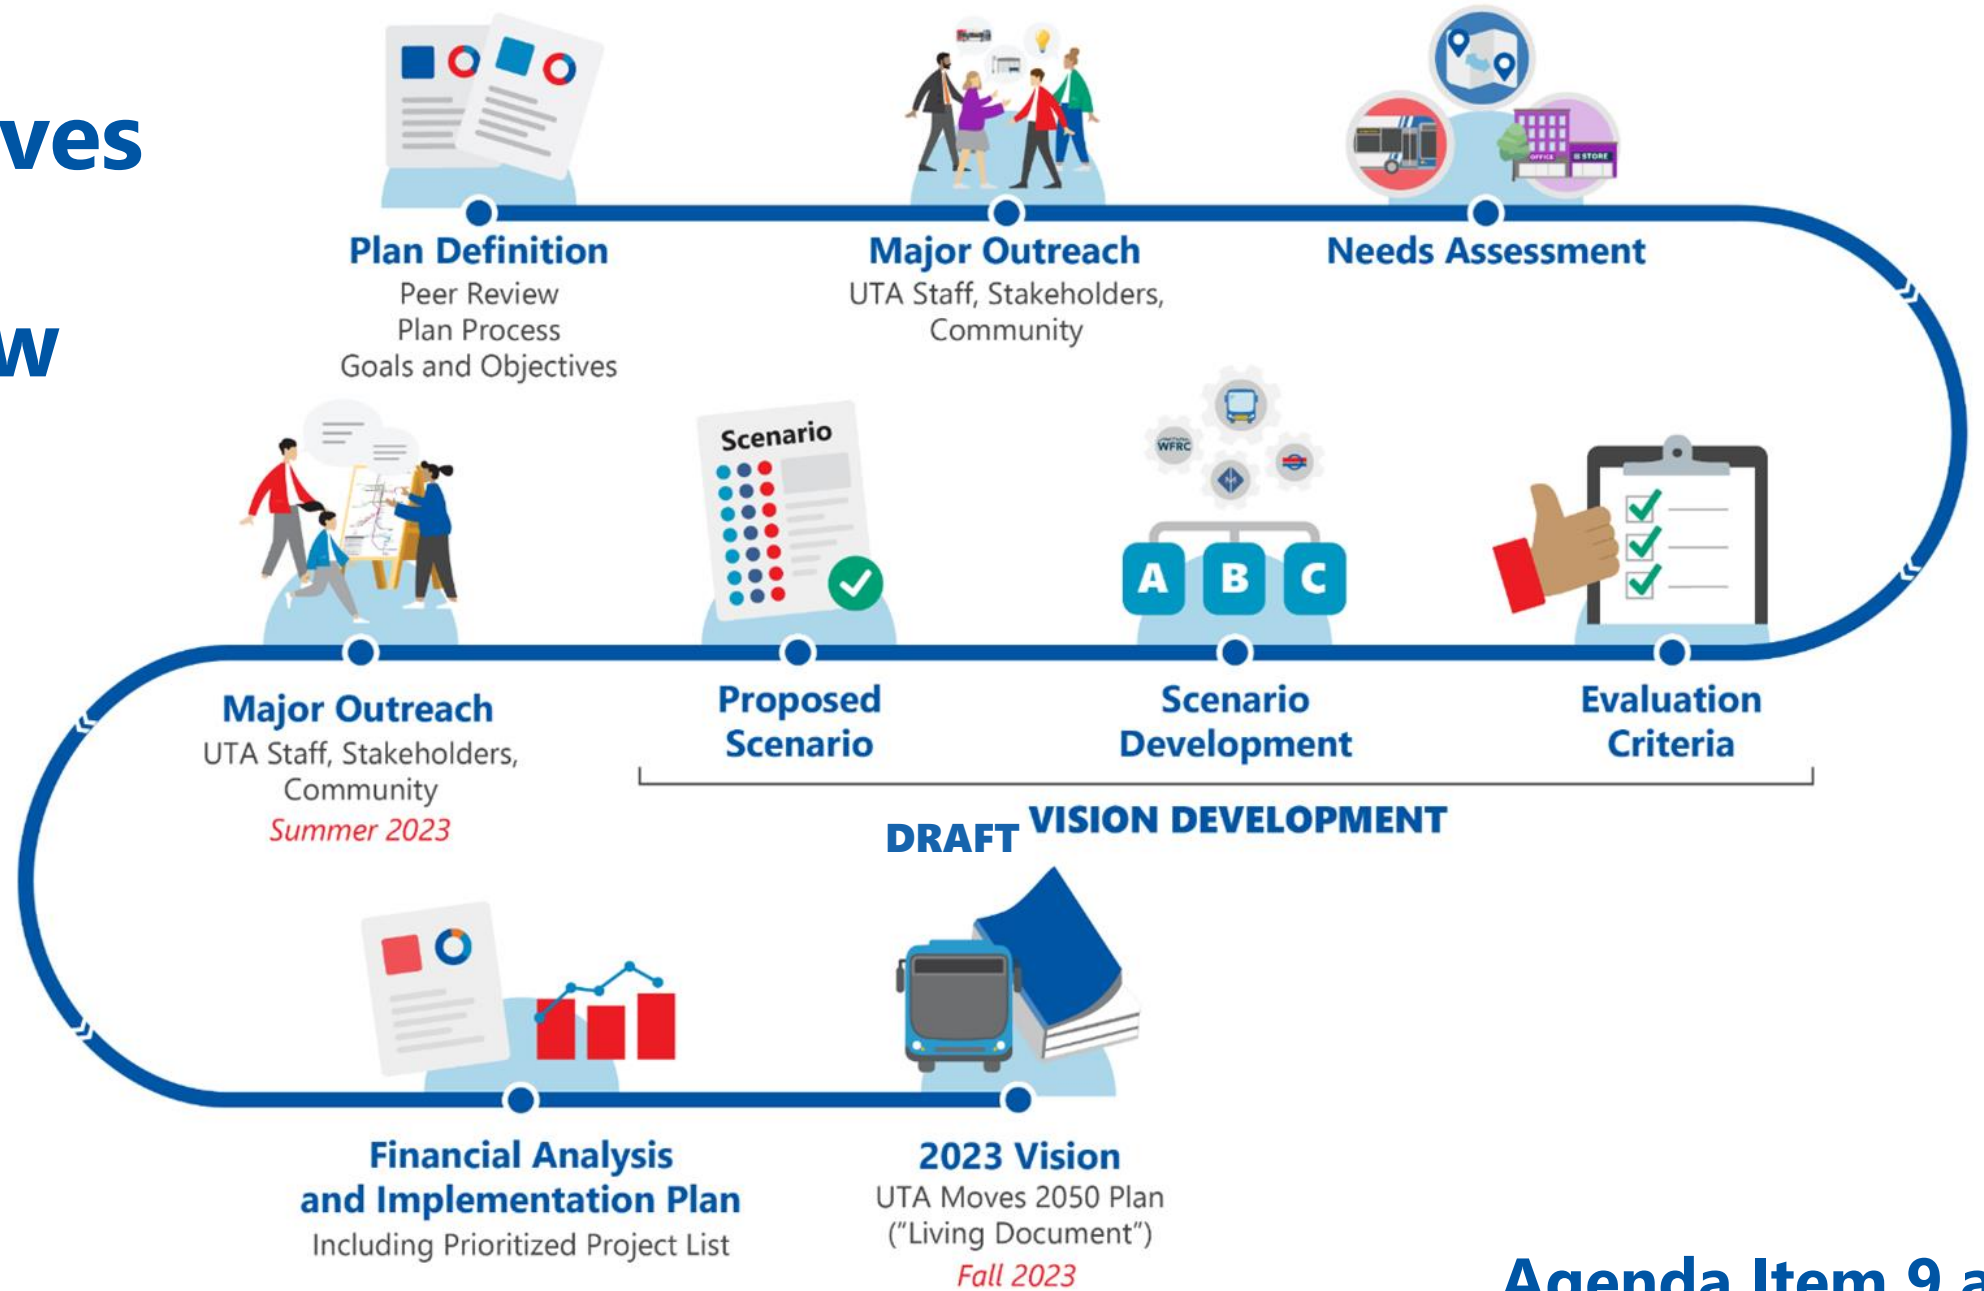 ves
w
Plan Definition
Peer Review
Plan Process
Goals and Objectives
Major Outreach
UTA Staff, Stakeholders,
Community
OFFICE
STORE
Needs Assessment
Major Outreach
UTA Staff, Stakeholders,
Community
Summer 2023
Scenario
Proposed
Scenario
WFRC
A B C
Scenario
Development
Evaluation
Criteria
DRAFT VISION DEVELOPMENT
Financial Analysis
and Implementation Plan
Including Prioritized Project List
2023 Vision
UTA Moves 2050 Plan
("Living Document")
Fall 2023
Agenda Item 9 a